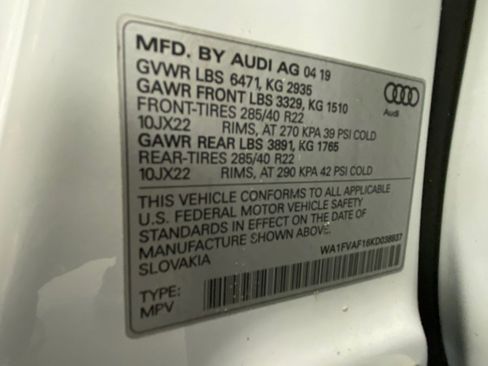 MFD. BY AUDI AG 04 19
GVWR LBS 6471, KG 2935
GAWR FRONT LBS 3329, KG 1510
FRONT-TIRES 285/40 R22
10JX22 RIMS, AT 270 KPA 39 PSI COLD
GAWR REAR LBS 3891, KG 1765
REAR-TIRES 285/40 R22
10JX22 RIMS, AT 290 KPA 42 PSI COLD
Audi
THIS VEHICLE CONFORMS TO ALL APPLICABLE
U.S. FEDERAL MOTOR VEHICLE SAFETY
STANDARDS IN EFFECT ON THE DATE OF
MANUFACTURE SHOWN ABOVE.
SLOVAKIA
TYPE:
MPV